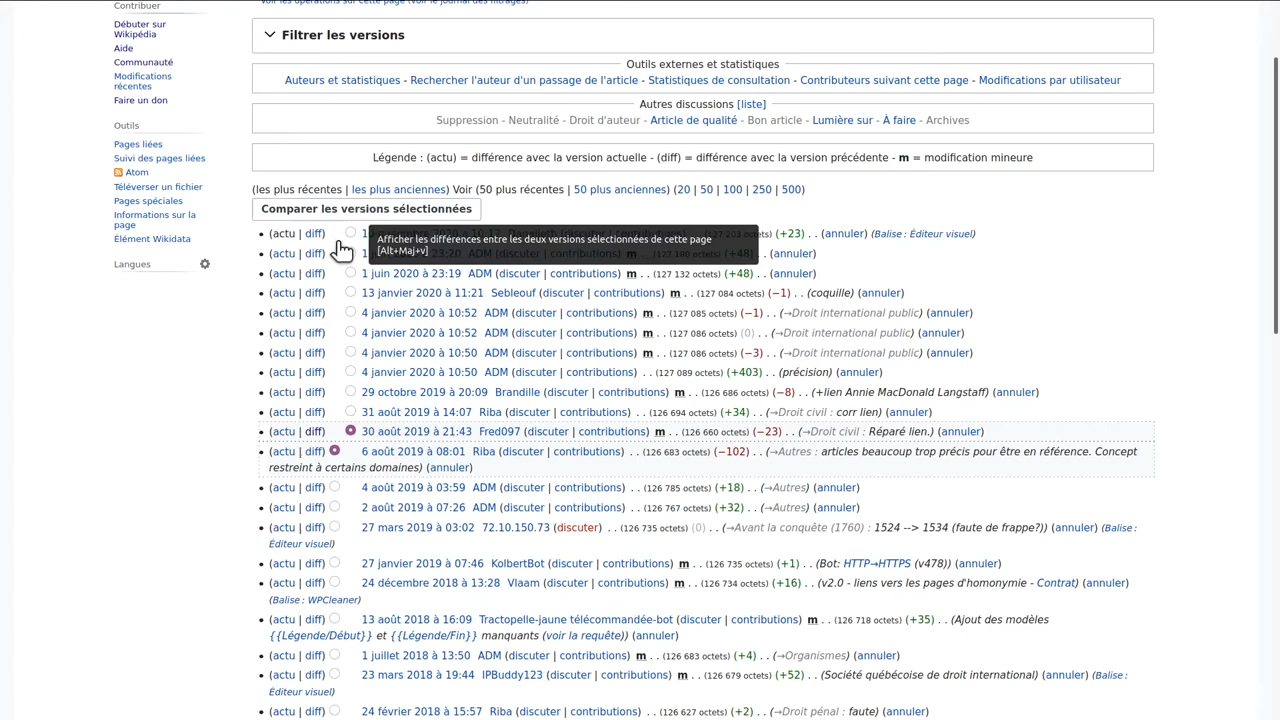 Contribuer
Débuter sur
Wikipédia
Aide
Communauté
Modifications
récentes
Faire un don
Outils
Pages liées
Suivi des pages liées
Atom
Téléverser un fichier
Pages spéciales
Informations sur la
page
Élément Wikidata
Langues
Voir les opérations sur cette page (voir le journal des filtrages)
Filtrer les versions
Outils externes et statistiques
Auteurs et statistiques - Rechercher l'auteur d'un passage de l'article - Statistiques de consultation - Contributeurs suivant cette page - Modifications par utilisateur
Autres discussions [liste]
Suppression - Neutralité - Droit d'auteur - Article de qualité - Bon article - Lumière sur - À faire - Archives
Légende : (actu) = différence avec la version actuelle - (diff) = différence avec la version précédente - m = modification mineure
(les plus récentes | les plus anciennes) Voir (50 plus récentes | 50 plus anciennes) (20 | 50 | 100 | 250 | 500)
Comparer les versions sélectionnées
(actu | diff) (+23) (annuler) (Balise : Éditeur visuel)
Afficher les différences entre les deux versions sélectionnées de cette page
[Alt+Maj+v]
(actu | diff) (annuler)
(actu | diff) 1 juin 2020 à 23:19 ADM (discuter | contributions) m . . (127 132 octets) (+48) (annuler)
(actu | diff) 13 janvier 2020 à 11:21 Sebleouf (discuter | contributions) m . . (127 084 octets) (−1) . . (coquille) (annuler)
(actu | diff) 4 janvier 2020 à 10:52 ADM (discuter | contributions) m . . (127 085 octets) (−1) . . (→Droit international public) (annuler)
(actu | diff) 4 janvier 2020 à 10:52 ADM (discuter | contributions) m . . (127 086 octets) (0) . . (→Droit international public) (annuler)
(actu | diff) 4 janvier 2020 à 10:50 ADM (discuter | contributions) m . . (127 086 octets) (−3) . . (→Droit international public) (annuler)
(actu | diff) 4 janvier 2020 à 10:50 ADM (discuter | contributions) . . (127 089 octets) (+403) . . (précision) (annuler)
(actu | diff) 29 octobre 2019 à 20:09 Brandille (discuter | contributions) m . . (126 686 octets) (−8) . . (+lien Annie MacDonald Langstaff) (annuler)
(actu | diff) 31 août 2019 à 14:07 Riba (discuter | contributions) . . (126 694 octets) (+34) . . (→Droit civil : corr lien) (annuler)
(actu | diff) 30 août 2019 à 21:43 Fred097 (discuter | contributions) m . . (126 660 octets) (−23) . . (→Droit civil : Réparé lien.) (annuler)
(actu | diff) 6 août 2019 à 08:01 Riba (discuter | contributions) . . (126 683 octets) (−102) . . (→Autres : articles beaucoup trop précis pour être en référence. Concept
restreint à certains domaines) (annuler)
(actu | diff) 4 août 2019 à 03:59 ADM (discuter | contributions) . . (126 785 octets) (+18) . . (→Autres) (annuler)
(actu | diff) 2 août 2019 à 07:26 ADM (discuter | contributions) . . (126 767 octets) (+32) . . (→Autres) (annuler)
(actu | diff) 27 mars 2019 à 03:02 72.10.150.73 (discuter) . . (126 735 octets) (0) . . (→Avant la conquête (1760) : 1524 --> 1534 (faute de frappe?)) (annuler) (Balise :
Éditeur visuel)
(actu | diff) 27 janvier 2019 à 07:46 KolbertBot (discuter | contributions) m . . (126 735 octets) (+1) . . (Bot: HTTP→HTTPS (v478)) (annuler)
(actu | diff) 24 décembre 2018 à 13:28 Vlaam (discuter | contributions) m . . (126 734 octets) (+16) . . (v2.0 - liens vers les pages d'homonymie - Contrat) (annuler)
(Balise : WPCleaner)
(actu | diff) 13 août 2018 à 16:09 Tractopelle-jaune télécommandée-bot (discuter | contributions) m . . (126 718 octets) (+35) . . (Ajout des modèles
{{Légende/Début}} et {{Légende/Fin}} manquants (voir la requête)) (annuler)
(actu | diff) 1 juillet 2018 à 13:50 ADM (discuter | contributions) m . . (126 683 octets) (+4) . . (→Organismes) (annuler)
(actu | diff) 23 mars 2018 à 19:44 IPBuddy123 (discuter | contributions) m . . (126 679 octets) (+52) . . (Société québécoise de droit international) (annuler) (Balise :
Éditeur visuel)
(actu | diff) 24 février 2018 à 15:57 Riba (discuter | contributions) . . (126 627 octets) (+2) . . (→Droit pénal : faute) (annuler)